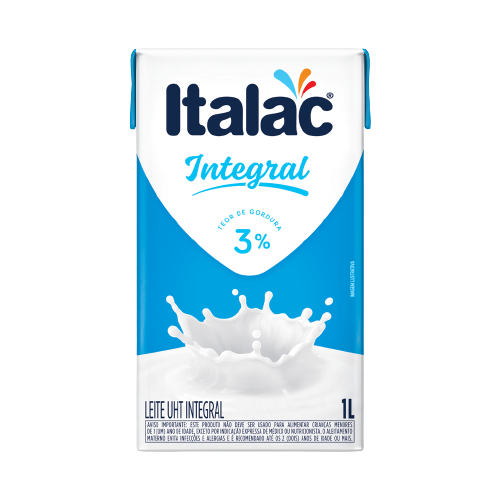 Italac®
Integral
TEOR DE GORDURA
3%
IMAGEM ILUSTRATIVA
LEITE UHT INTEGRAL
1L
AVISO IMPORTANTE: ESTE PRODUTO NÃO DEVE SER USADO PARA ALIMENTAR CRIANÇAS MENORES
DE 1 (UM) ANO DE IDADE, EXCETO POR INDICAÇÃO EXPRESSA DE MÉDICO OU NUTRICIONISTA. O ALEITAMENTO
MATERNO EVITA INFECÇÕES E ALERGIAS E É RECOMENDADO ATÉ OS 2 (DOIS) ANOS DE IDADE OU MAIS.